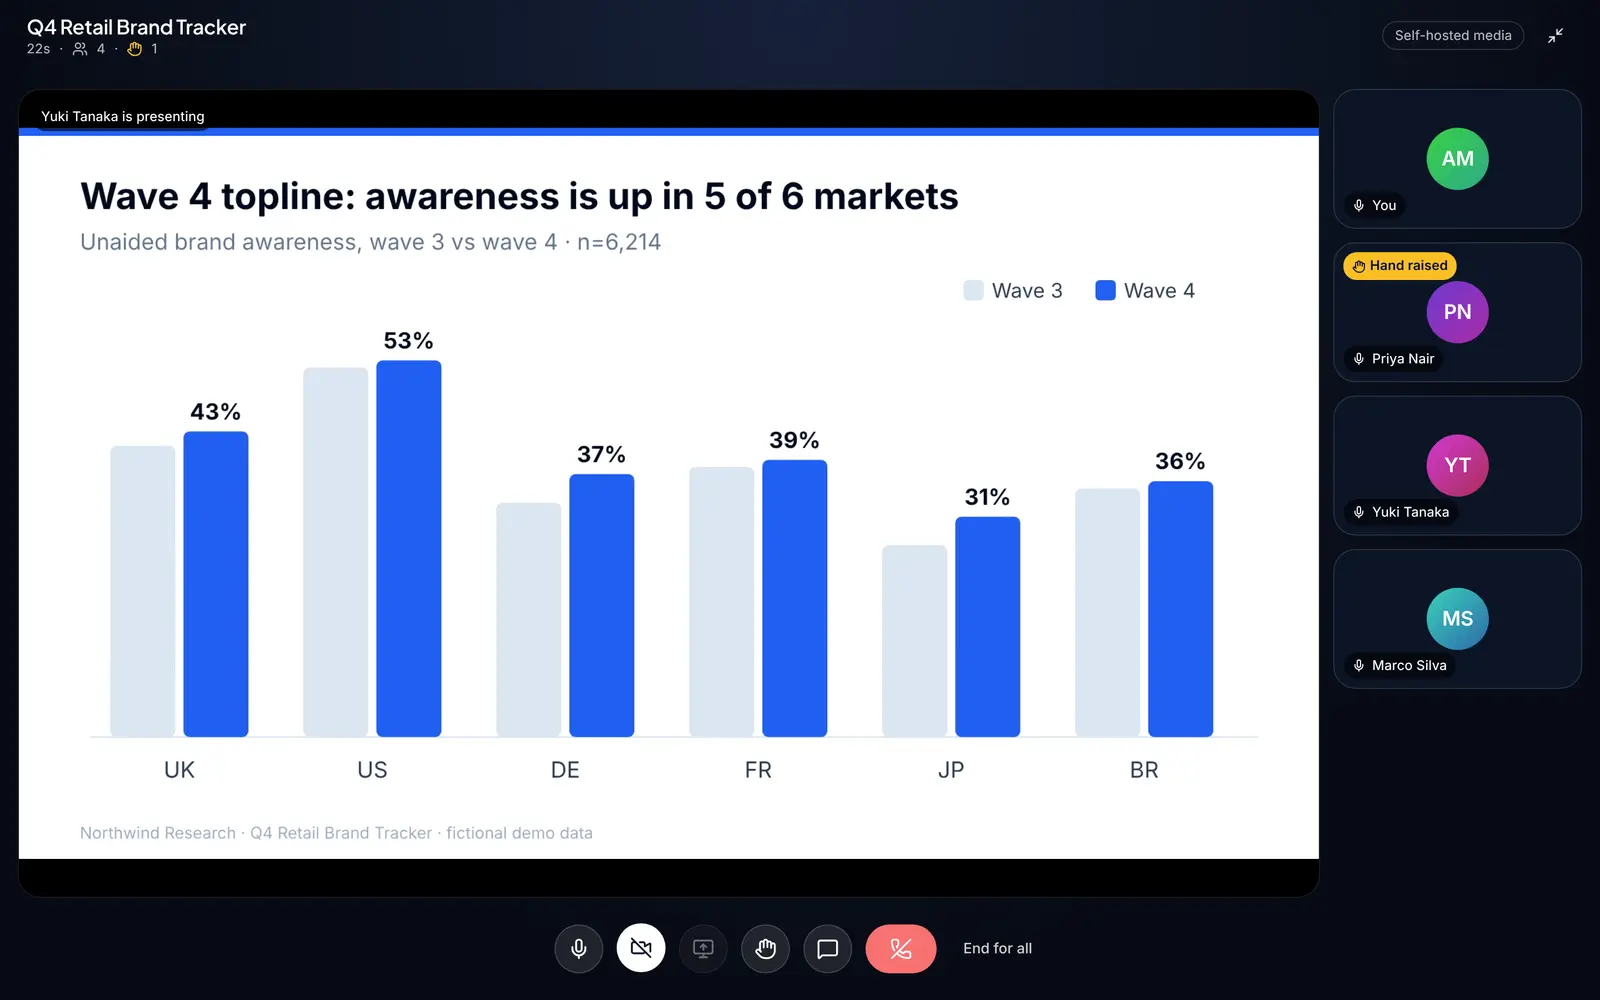 Q4 Retail Brand Tracker
22s · 4 · 1
Self-hosted media
Yuki Tanaka is presenting
Wave 4 topline: awareness is up in 5 of 6 markets
Unaided brand awareness, wave 3 vs wave 4 · n=6,214
Wave 3 Wave 4
43% 53% 37% 39% 31% 36%
UK US DE FR JP BR
Northwind Research · Q4 Retail Brand Tracker · fictional demo data
AM
You
Hand raised
PN
Priya Nair
YT
Yuki Tanaka
MS
Marco Silva
End for all